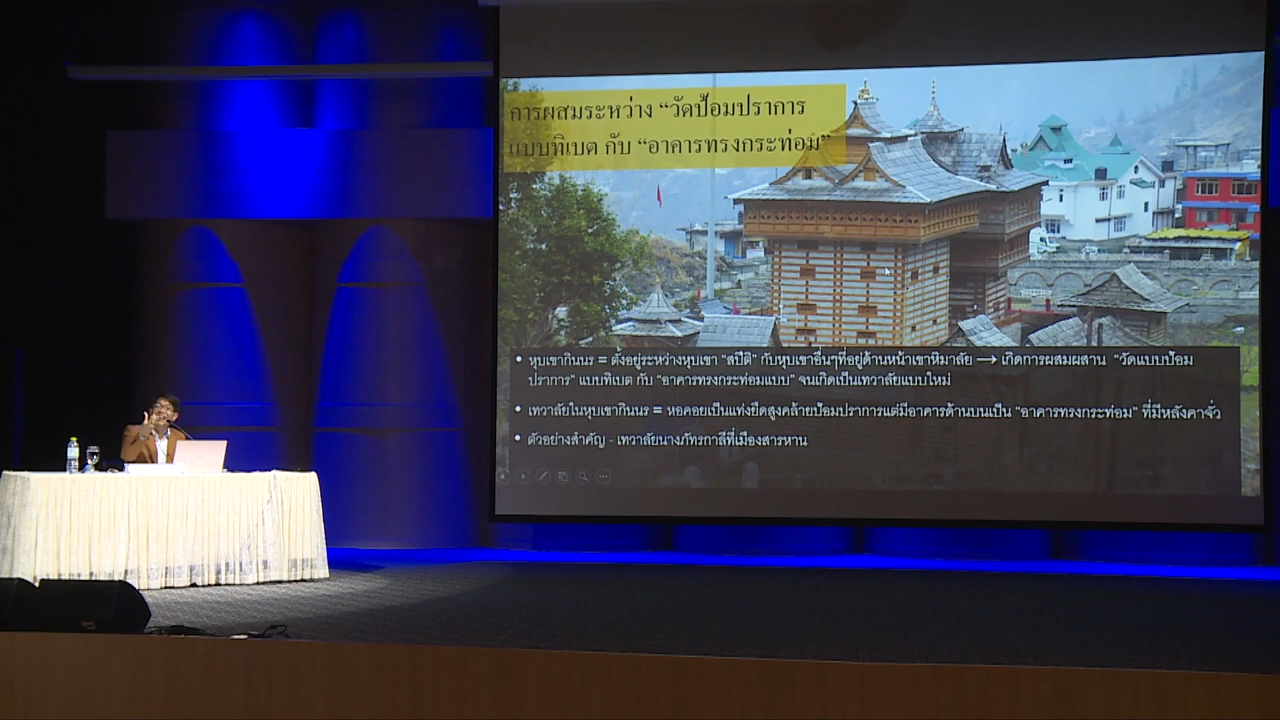 การผสมระหว่าง “วัดป้อมปราการ
แบบทิเบต กับ “อาคารทรงกระท่อม”
• หุบเขากินนร = ตั้งอยู่ระหว่างหุบเขา “สปีติ” กับหุบเขาอื่นๆที่อยู่ด้านหน้าเขาหิมาลัย → เกิดการผสมผสาน “วัดแบบป้อม
ปราการ” แบบทิเบต กับ “อาคารทรงกระท่อมแบบ” จนเกิดเป็นเทวาลัยแบบใหม่
• เทวาลัยในหุบเขากินนร = หอคอยเป็นแท่งยืดสูงคล้ายป้อมปราการแต่มีอาคารด้านบนเป็น “อาคารทรงกระท่อม” ที่มีหลังคาจั่ว
• ตัวอย่างสำคัญ - เทวาลัยนางภัทรกาลีที่เมืองสารหาน